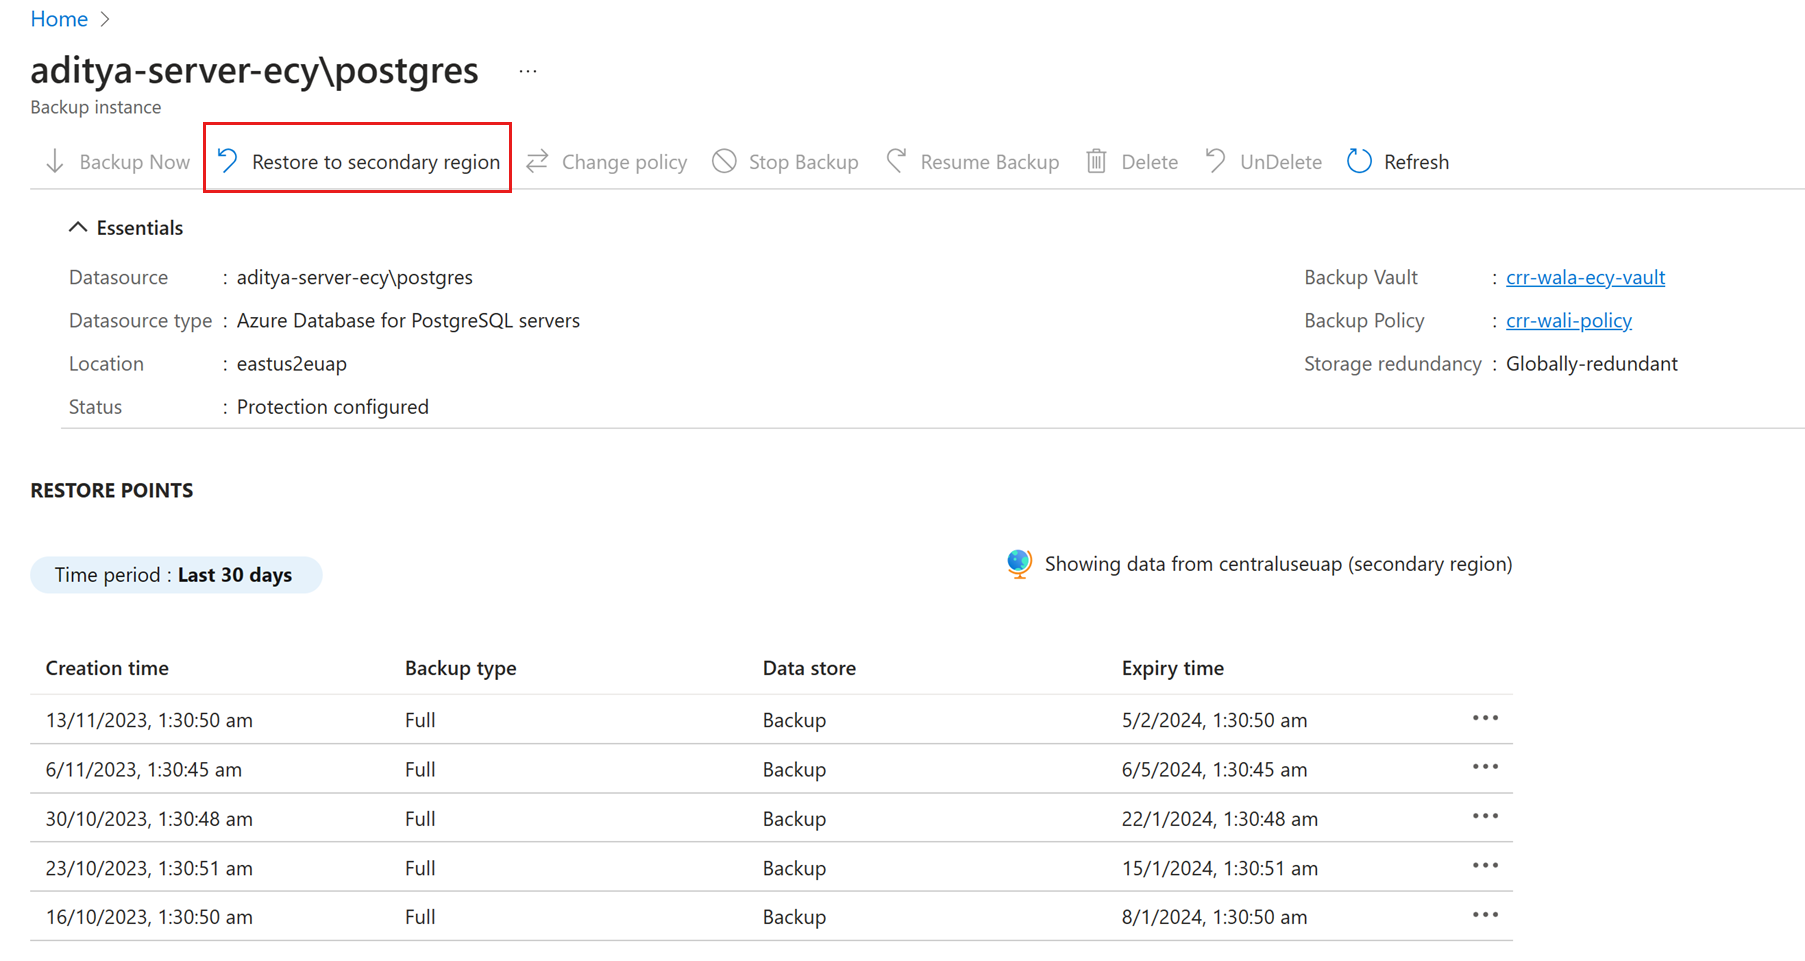 Home >
aditya-server-ecy\postgres ...
Backup instance
Backup Now Restore to secondary region Change policy Stop Backup Resume Backup Delete UnDelete Refresh
Essentials
Datasource : aditya-server-ecy\postgres Backup Vault : crr-wala-ecy-vault
Datasource type : Azure Database for PostgreSQL servers Backup Policy : crr-wali-policy
Location : eastus2euap Storage redundancy : Globally-redundant
Status : Protection configured
RESTORE POINTS
Time period : Last 30 days Showing data from centraluseuap (secondary region)
Creation time Backup type Data store Expiry time
13/11/2023, 1:30:50 am Full Backup 5/2/2024, 1:30:50 am
6/11/2023, 1:30:45 am Full Backup 6/5/2024, 1:30:45 am
30/10/2023, 1:30:48 am Full Backup 22/1/2024, 1:30:48 am
23/10/2023, 1:30:51 am Full Backup 15/1/2024, 1:30:51 am
16/10/2023, 1:30:50 am Full Backup 8/1/2024, 1:30:50 am